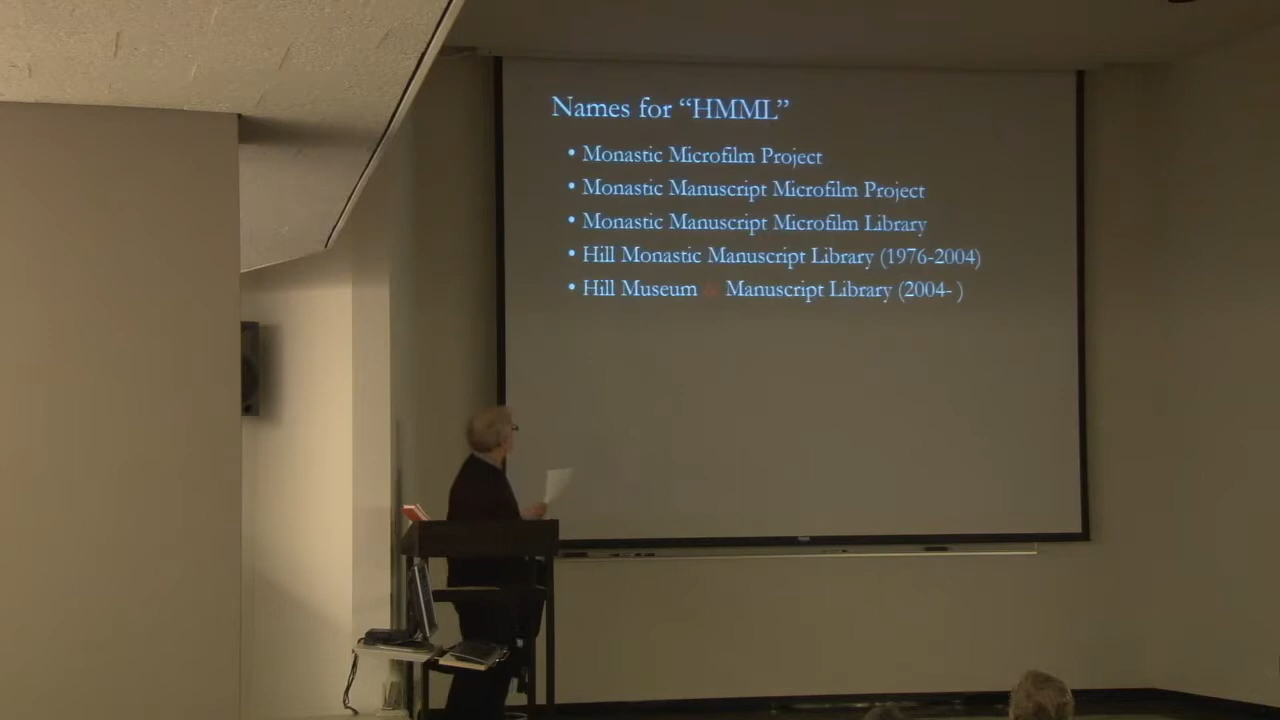 Names for “HMML”
• Monastic Microfilm Project
• Monastic Manuscript Microfilm Project
• Monastic Manuscript Microfilm Library
• Hill Monastic Manuscript Library (1976-2004)
• Hill Museum & Manuscript Library (2004- )